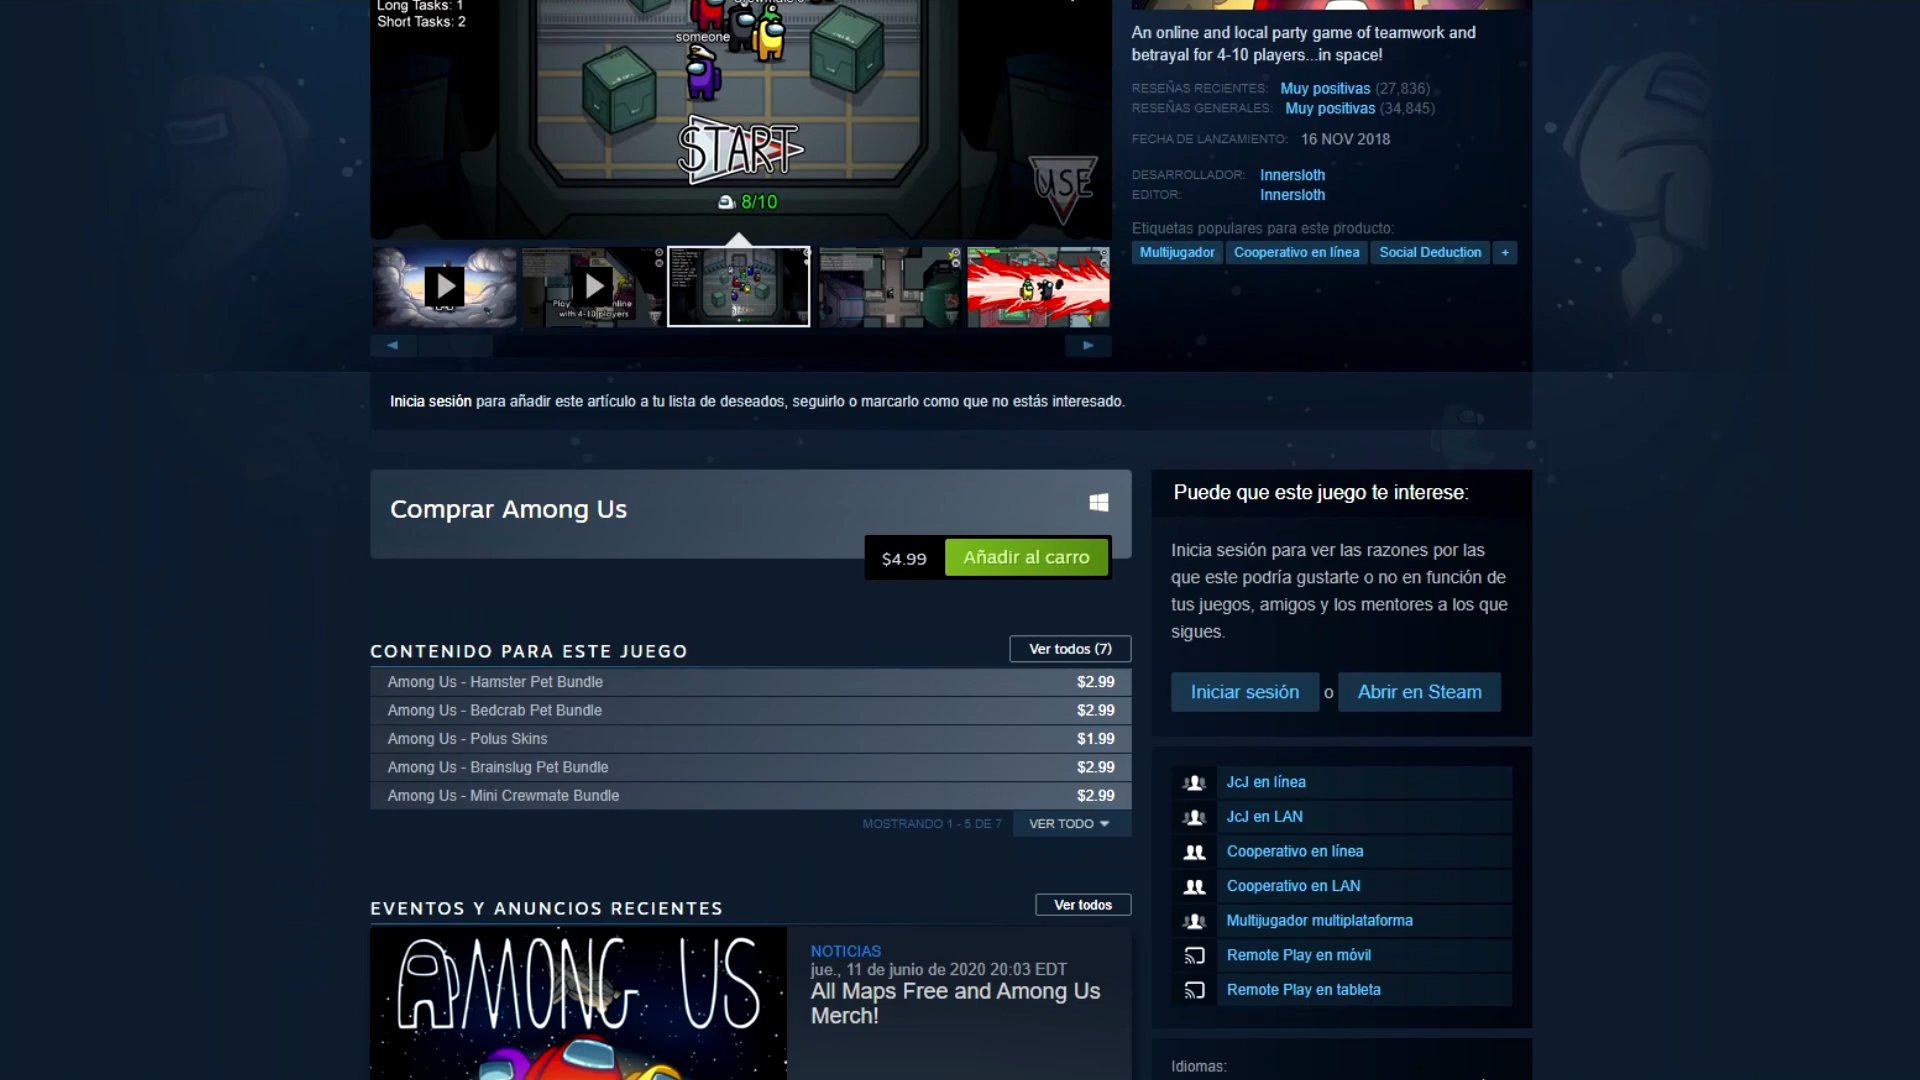 Long Tasks: 1
Short Tasks: 2
someone
START
8/10
USE
An online and local party game of teamwork and
betrayal for 4-10 players...in space!
RESEÑAS RECIENTES: Muy positivas (27,836)
RESEÑAS GENERALES: Muy positivas (34,845)
FECHA DE LANZAMIENTO: 16 NOV 2018
DESARROLLADOR: Innersloth
EDITOR: Innersloth
Etiquetas populares para este producto:
Multijugador Cooperativo en línea Social Deduction +
with 4-10 players
Inicia sesión para añadir este artículo a tu lista de deseados, seguirlo o marcarlo como que no estás interesado.
Comprar Among Us
$4.99 Añadir al carro
CONTENIDO PARA ESTE JUEGO Ver todos (7)
Among Us - Hamster Pet Bundle $2.99
Among Us - Bedcrab Pet Bundle $2.99
Among Us - Polus Skins $1.99
Among Us - Brainslug Pet Bundle $2.99
Among Us - Mini Crewmate Bundle $2.99
MOSTRANDO 1 - 5 DE 7 VER TODO
EVENTOS Y ANUNCIOS RECIENTES Ver todos
AMONG US
NOTICIAS
jue., 11 de junio de 2020 20:03 EDT
All Maps Free and Among Us
Merch!
Puede que este juego te interese:
Inicia sesión para ver las razones por las
que este podría gustarte o no en función de
tus juegos, amigos y los mentores a los que
sigues.
Iniciar sesión o Abrir en Steam
JcJ en línea
JcJ en LAN
Cooperativo en línea
Cooperativo en LAN
Multijugador multiplataforma
Remote Play en móvil
Remote Play en tableta
Idiomas: